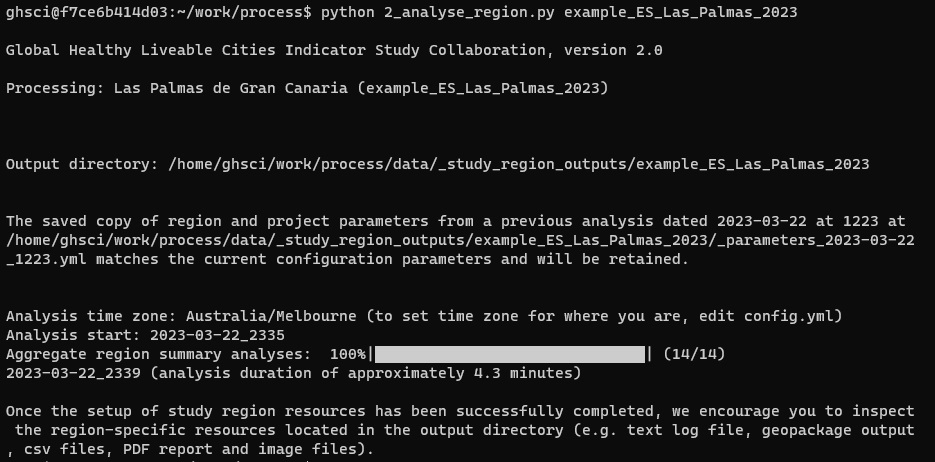 ghsci@f7ce6b414d03:~/work/process$ python 2_analyse_region.py example_ES_Las_Palmas_2023
Global Healthy Liveable Cities Indicator Study Collaboration, version 2.0
Processing: Las Palmas de Gran Canaria (example_ES_Las_Palmas_2023)
Output directory: /home/ghsci/work/process/data/_study_region_outputs/example_ES_Las_Palmas_2023
The saved copy of region and project parameters from a previous analysis dated 2023-03-22 at 1223 at
/home/ghsci/work/process/data/_study_region_outputs/example_ES_Las_Palmas_2023/_parameters_2023-03-22
_1223.yml matches the current configuration parameters and will be retained.
Analysis time zone: Australia/Melbourne (to set time zone for where you are, edit config.yml)
Analysis start: 2023-03-22_2335
Aggregate region summary analyses:  100%|| (14/14)
2023-03-22_2339 (analysis duration of approximately 4.3 minutes)
Once the setup of study region resources has been successfully completed, we encourage you to inspect
 the region-specific resources located in the output directory (e.g. text log file, geopackage output
, csv files, PDF report and image files).